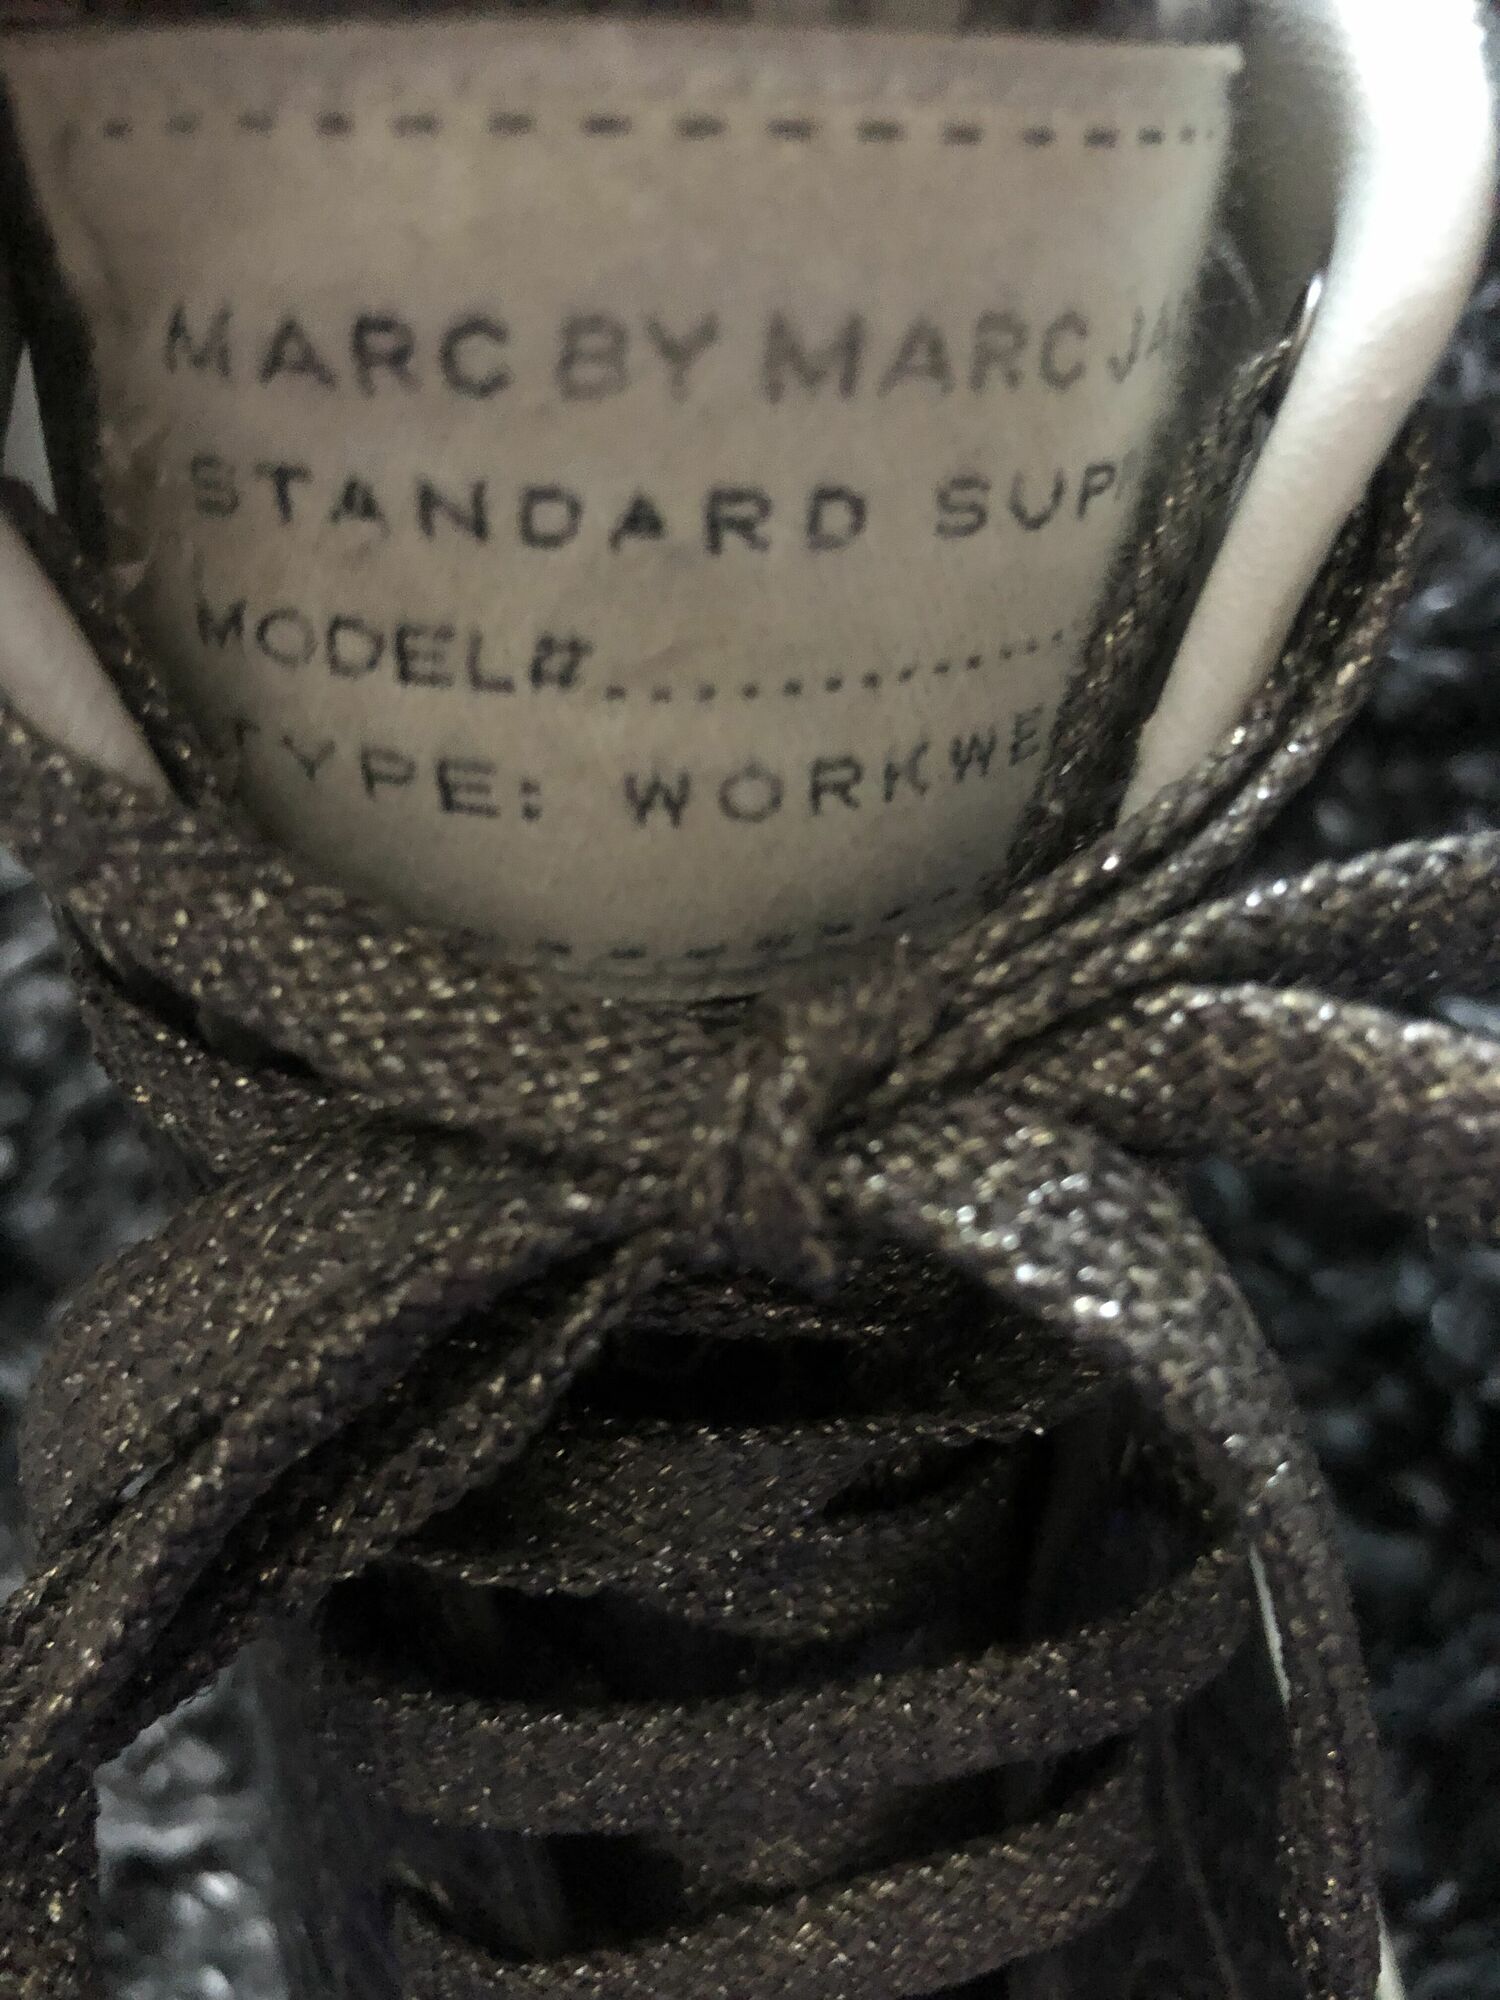 MARC BY MARC JA
STANDARD SUP
MODEL#....................
TYPE: WORKWE